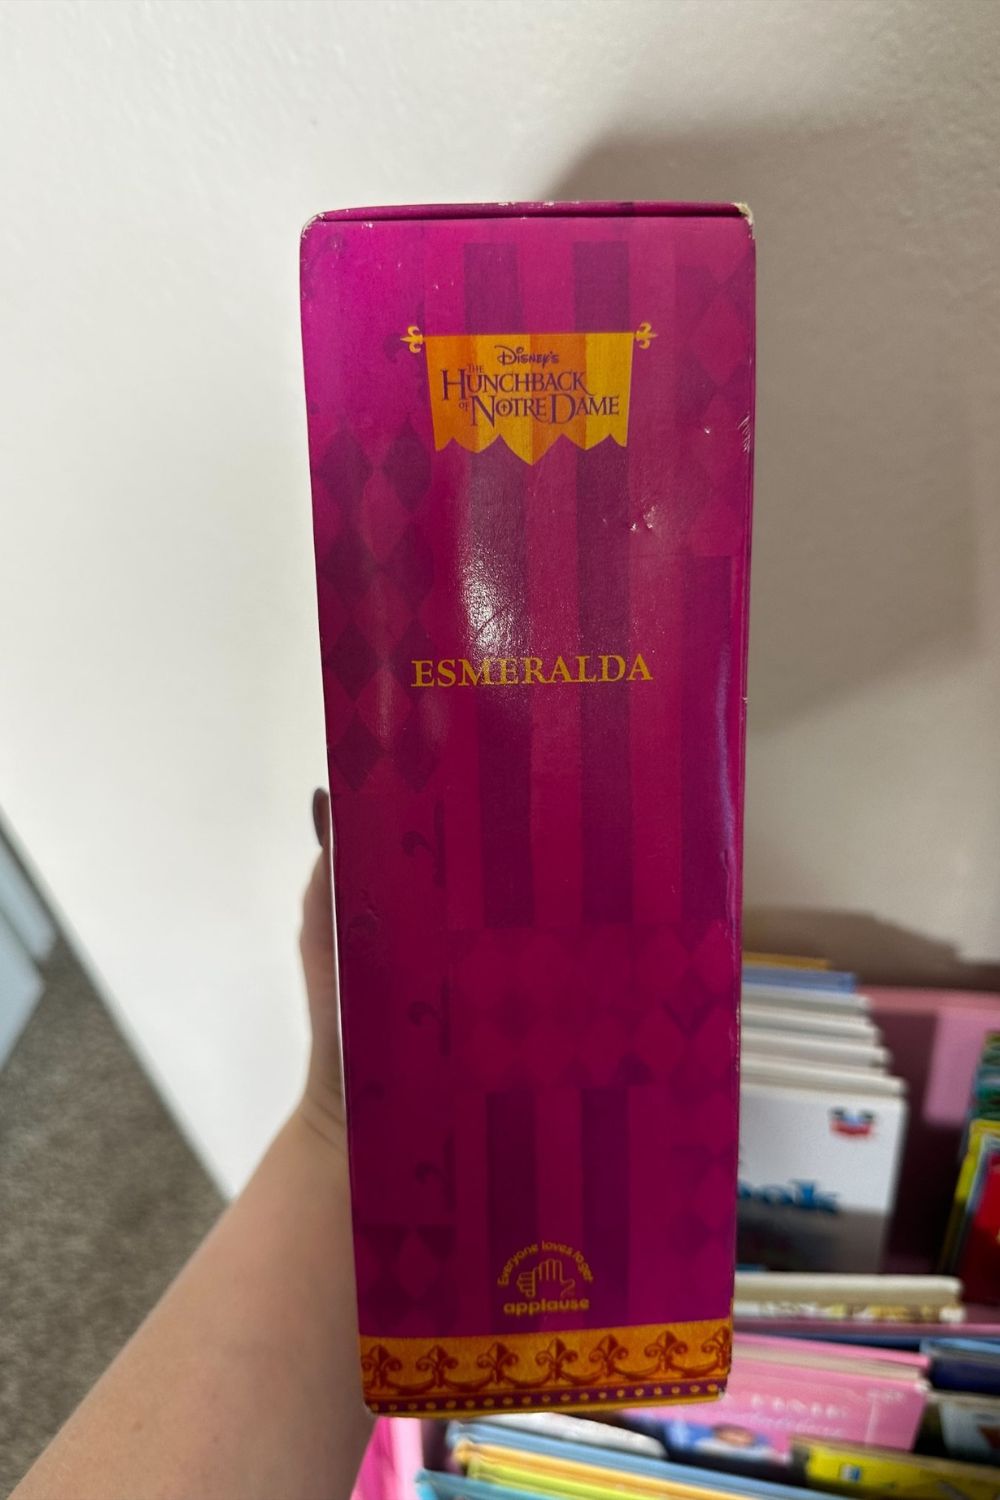 Disney's
THE
HUNCHBACK
OF NOTRE DAME
ESMERALDA
Everyone loves to get
applause